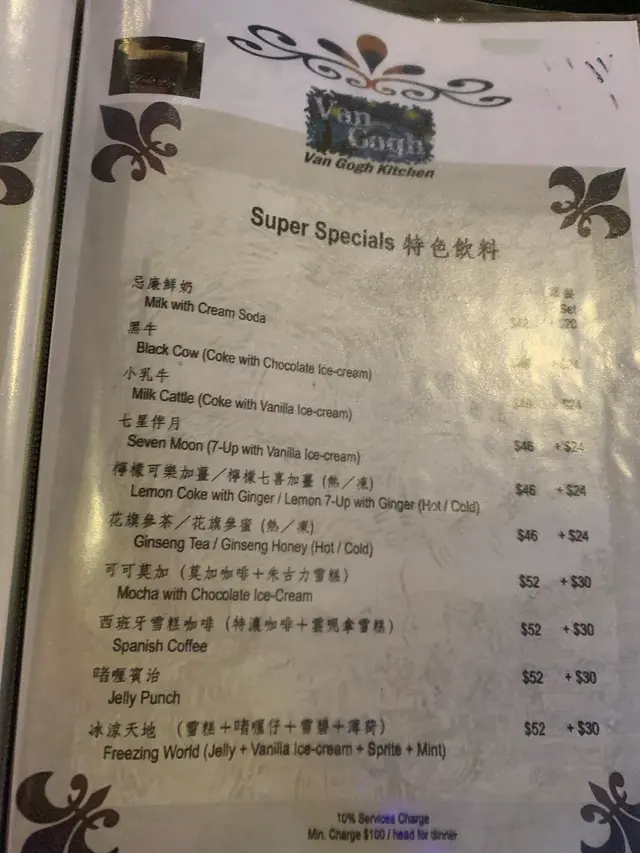 Van Gogh
Van Gogh Kitchen
Super Specials 特色飲料
Set
忌廉鮮奶
Milk with Cream Soda $42 +$20
黑牛
Black Cow (Coke with Chocolate Ice-cream)
小乳牛
Milk Cattle (Coke with Vanilla Ice-cream) +$24
七星伴月
Seven Moon (7-Up with Vanilla Ice-cream) $46 +$24
檸檬可樂加薑／檸檬七喜加薑 (熱／凍)
Lemon Coke with Ginger / Lemon 7-Up with Ginger (Hot / Cold) $46 +$24
花旗參茶／花旗參蜜 (熱／凍)
Ginseng Tea / Ginseng Honey (Hot / Cold) $46 +$24
可可莫加 (莫加咖啡＋朱古力雪糕)
Mocha with Chocolate Ice-Cream $52 +$30
西班牙雪糕咖啡 (特濃咖啡＋雲呢拿雪糕)
Spanish Coffee $52 +$30
啫喱賓治
Jelly Punch $52 +$30
冰涼天地 (雪糕＋啫喱仔＋雪碧＋薄荷)
Freezing World (Jelly + Vanilla Ice-cream + Sprite + Mint) $52 +$30
10% Services Charge
Min. Charge $100 / head for dinner